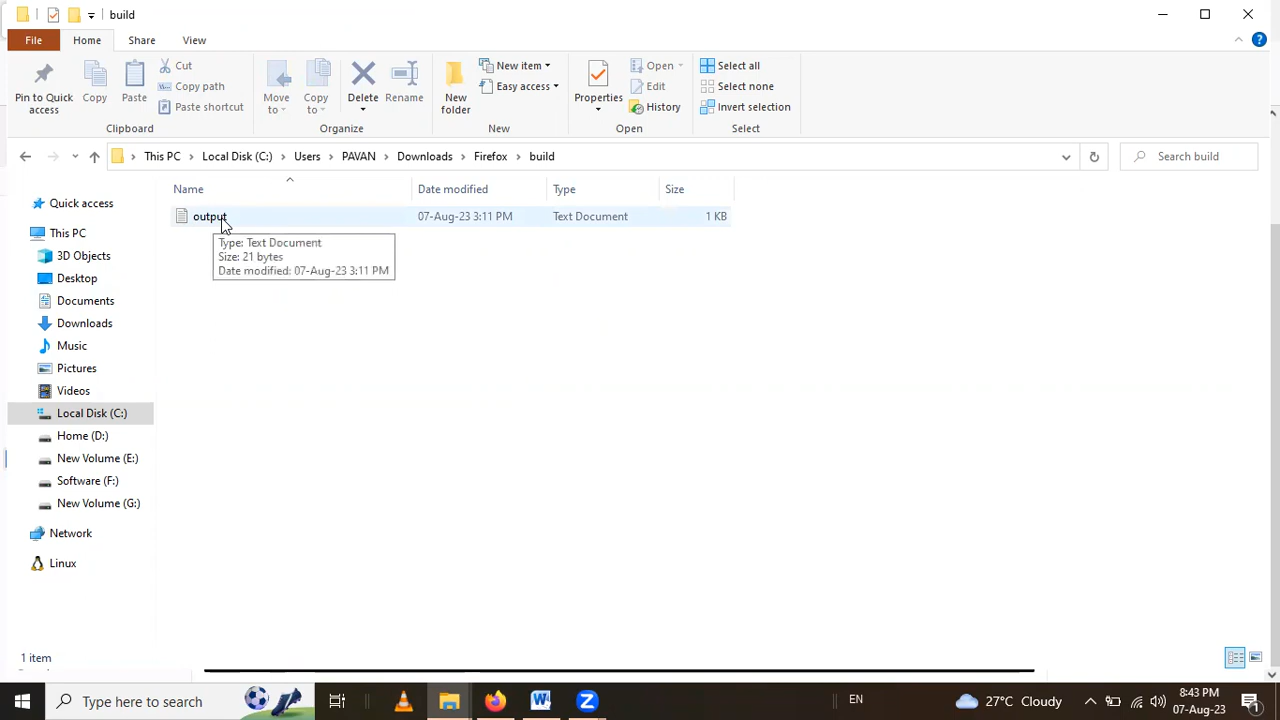 build
File
Home
Share
View
Pin to Quick access
Copy
Paste
Cut
Copy path
Paste shortcut
Clipboard
Move to
Copy to
Delete
Rename
Organize
New folder
New item
Easy access
New
Properties
Open
Edit
History
Open
Select all
Select none
Invert selection
Select
This PC
Local Disk (C:)
Users
PAVAN
Downloads
Firefox
build
Search build
Name
Date modified
Type
Size
output
07-Aug-23 3:11 PM
Text Document
1 KB
Type: Text Document
Size: 21 bytes
Date modified: 07-Aug-23 3:11 PM
Quick access
This PC
3D Objects
Desktop
Documents
Downloads
Music
Pictures
Videos
Local Disk (C:)
Home (D:)
New Volume (E:)
Software (F:)
New Volume (G:)
Network
Linux
1 item
Type here to search
W
Z
EN
27°C Cloudy
8:43 PM
07-Aug-23
1